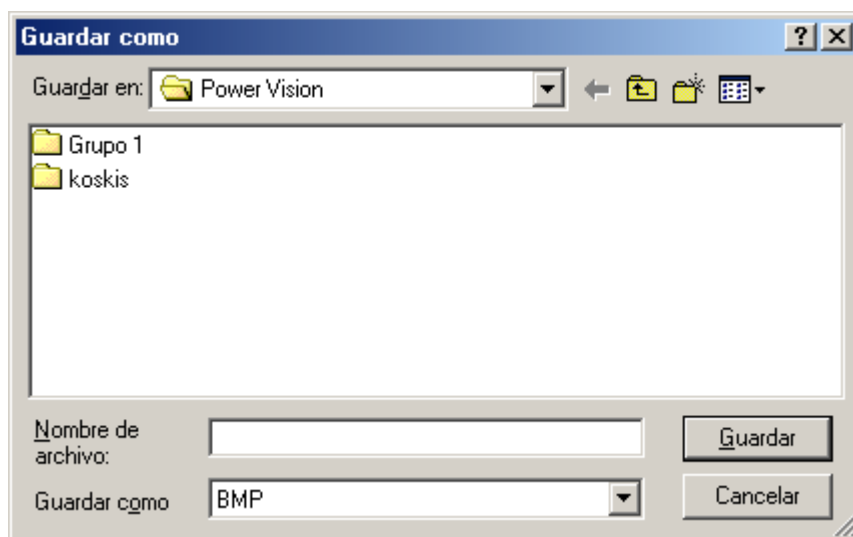 Guardar como
Guardar en: Power Vision
Grupo 1
koskis
Nombre de
archivo:
Guardar
Guardar como BMP
Cancelar